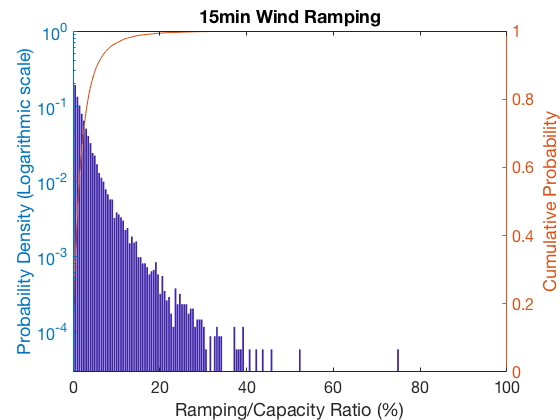 15min Wind Ramping
Probability Density (Logarithmic scale)
10^0
10^-1
10^-2
10^-3
10^-4
1
0.8
0.6
0.4
0.2
0
Cumulative Probability
0 20 40 60 80 100
Ramping/Capacity Ratio (%)